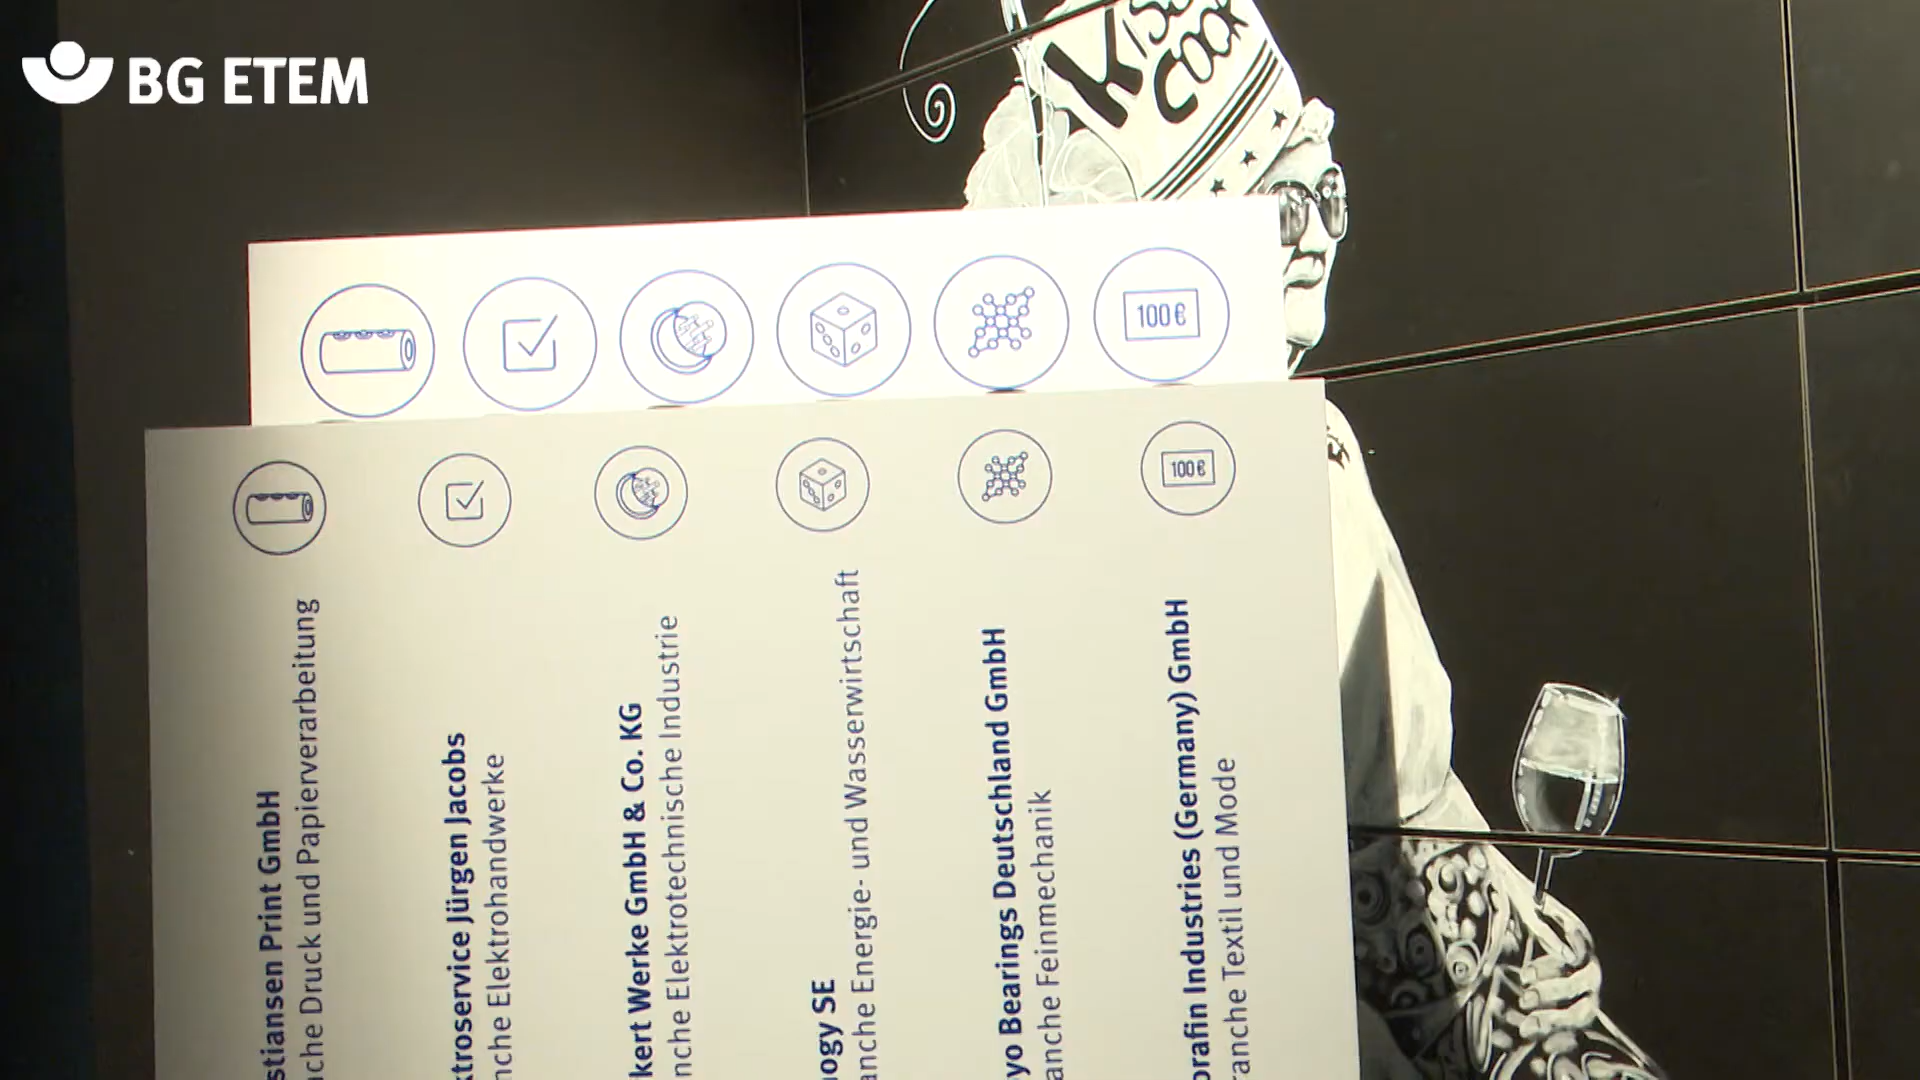 BG ETEM
100€
100€
stiansen Print GmbH
che Druck und Papierverarbeitung
ktroservice Jürgen Jacobs
nche Elektrohandwerke
kert Werke GmbH & Co. KG
nche Elektrotechnische Industrie
nogy SE
anche Energie- und Wasserwirtschaft
yo Bearings Deutschland GmbH
anche Feinmechanik
orafin Industries (Germany) GmbH
ranche Textil und Mode